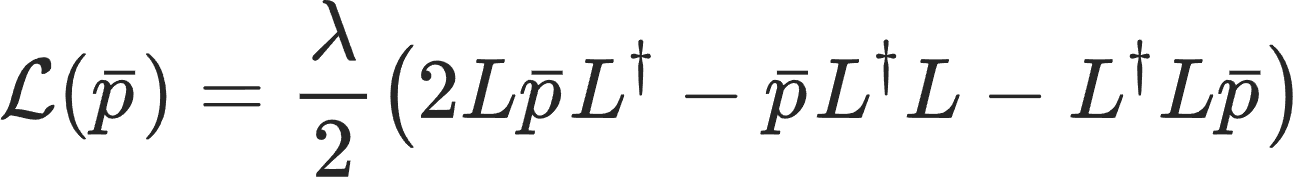 ℒ(p̅) = λ/2 (2Lp̅L† − p̅L†L − L†Lp̅)